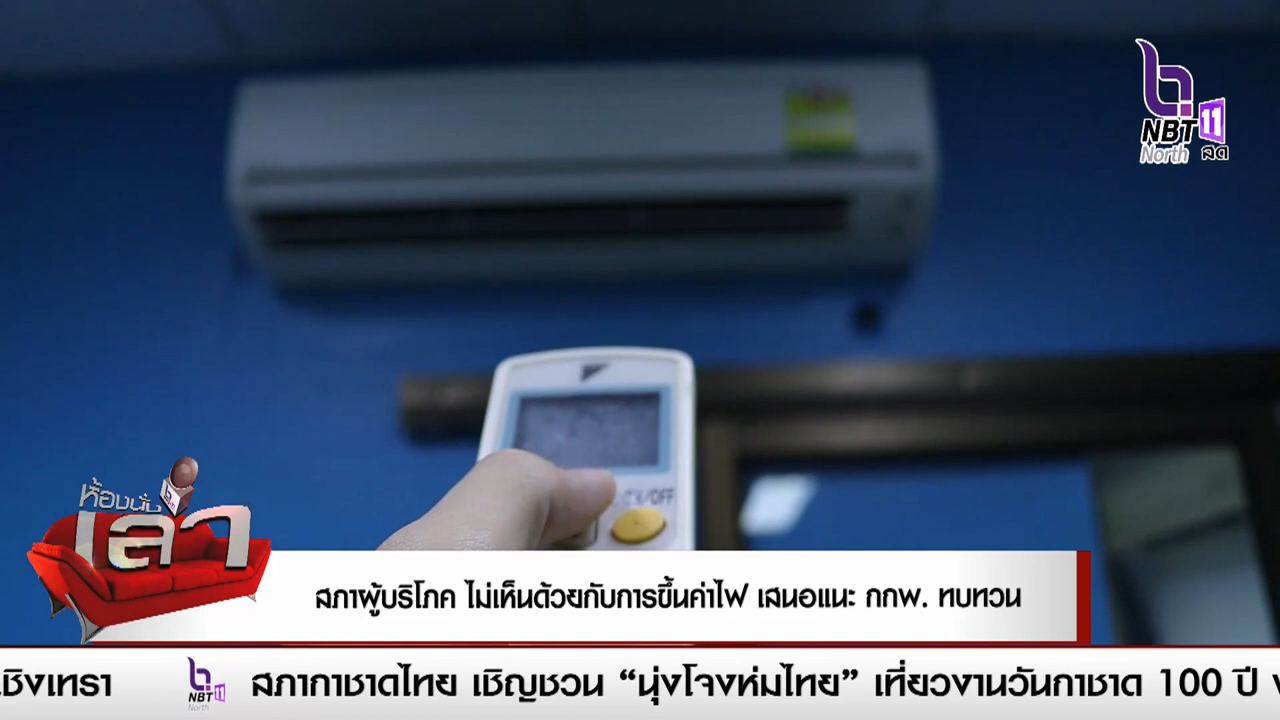 NBT 11
North สด
ON/OFF
ห้องนั่ง
เล่า
สภาผู้บริโภค ไม่เห็นด้วยกับการขึ้นค่าไฟ เสนอแนะ กกพ. ทบทวน
เชิงเทรา NBT 11 North สภากาชาดไทย เชิญชวน “นุ่งโจงห่มไทย” เที่ยวงานวันกาชาด 100 ปี